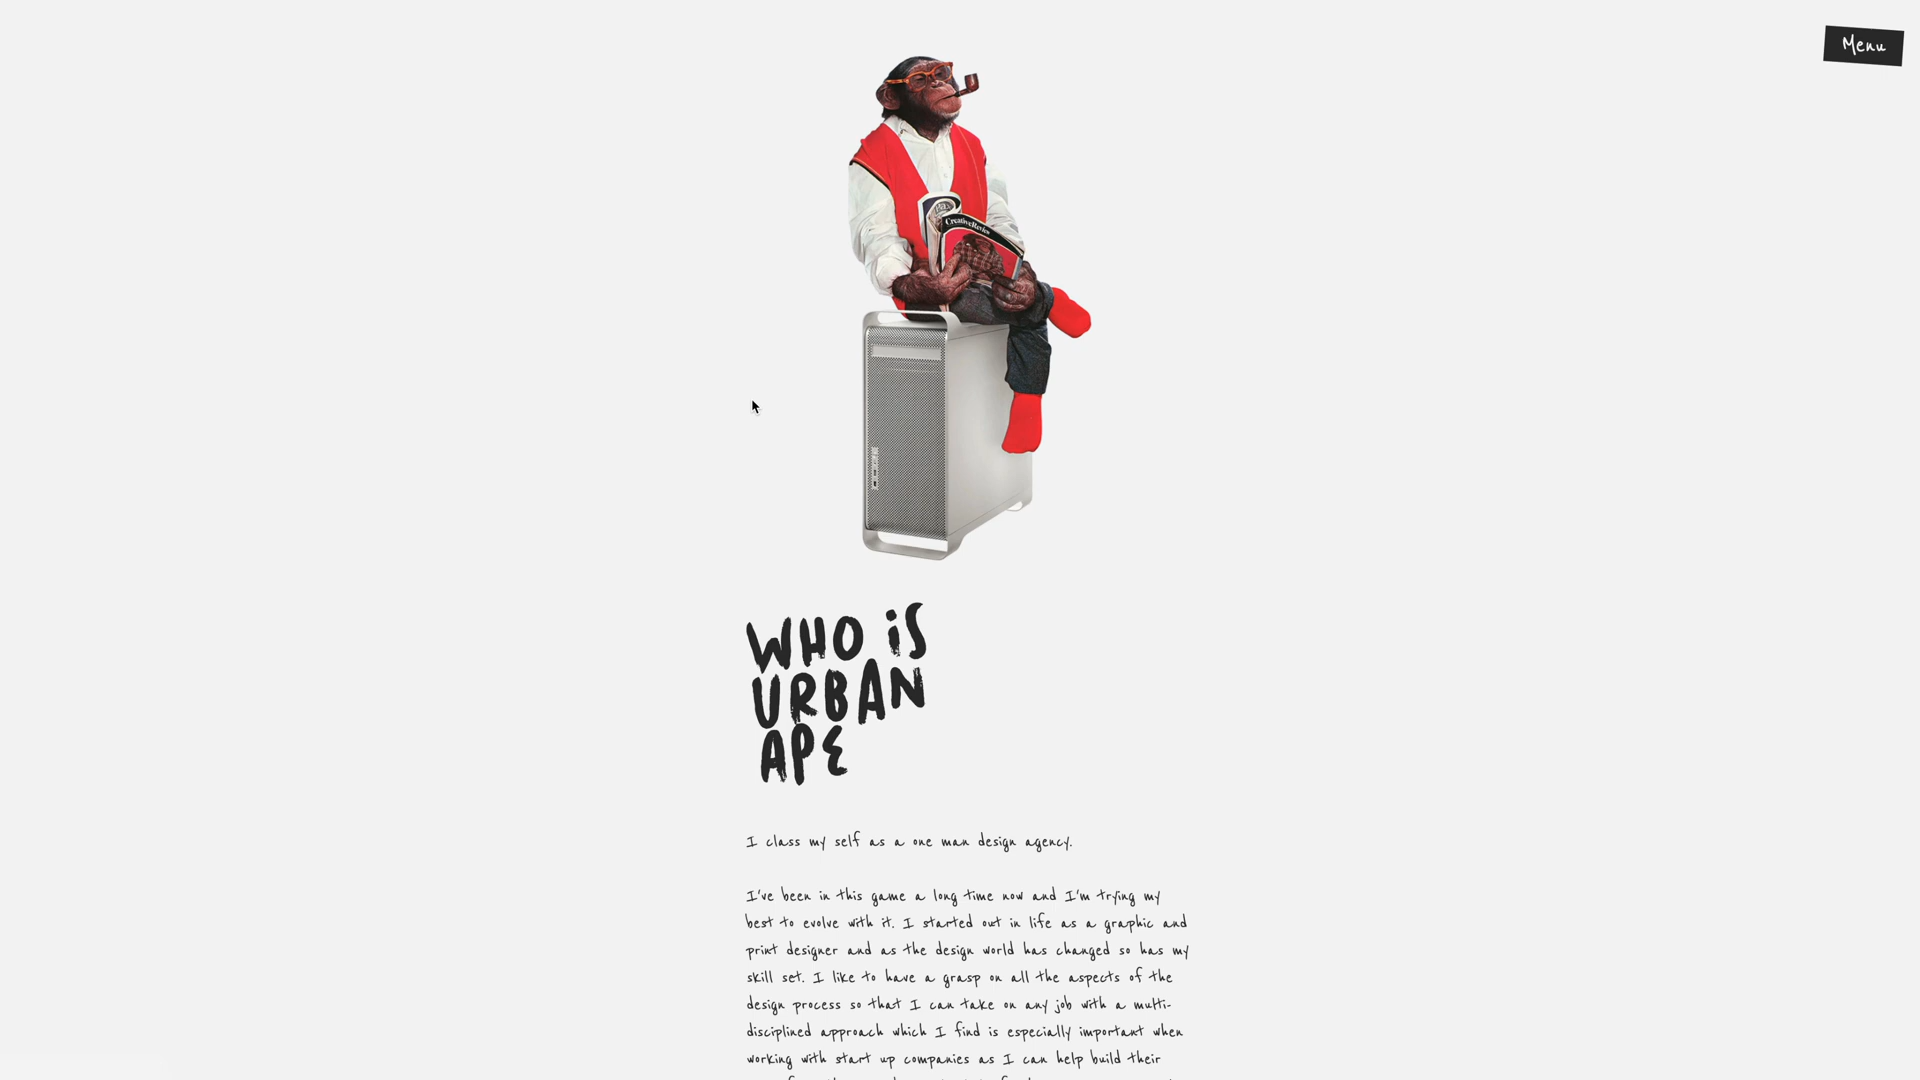 Menu
CreativeReview
WHO iS
URBAN
APE
I class my self as a one man design agency.
I've been in this game a long time now and I'm trying my
best to evolve with it. I started out in life as a graphic and
print designer and as the design world has changed so has my
skill set. I like to have a grasp on all the aspects of the
design process so that I can take on any job with a multi-
disciplined approach which I find is especially important when
working with start up companies as I can help build their